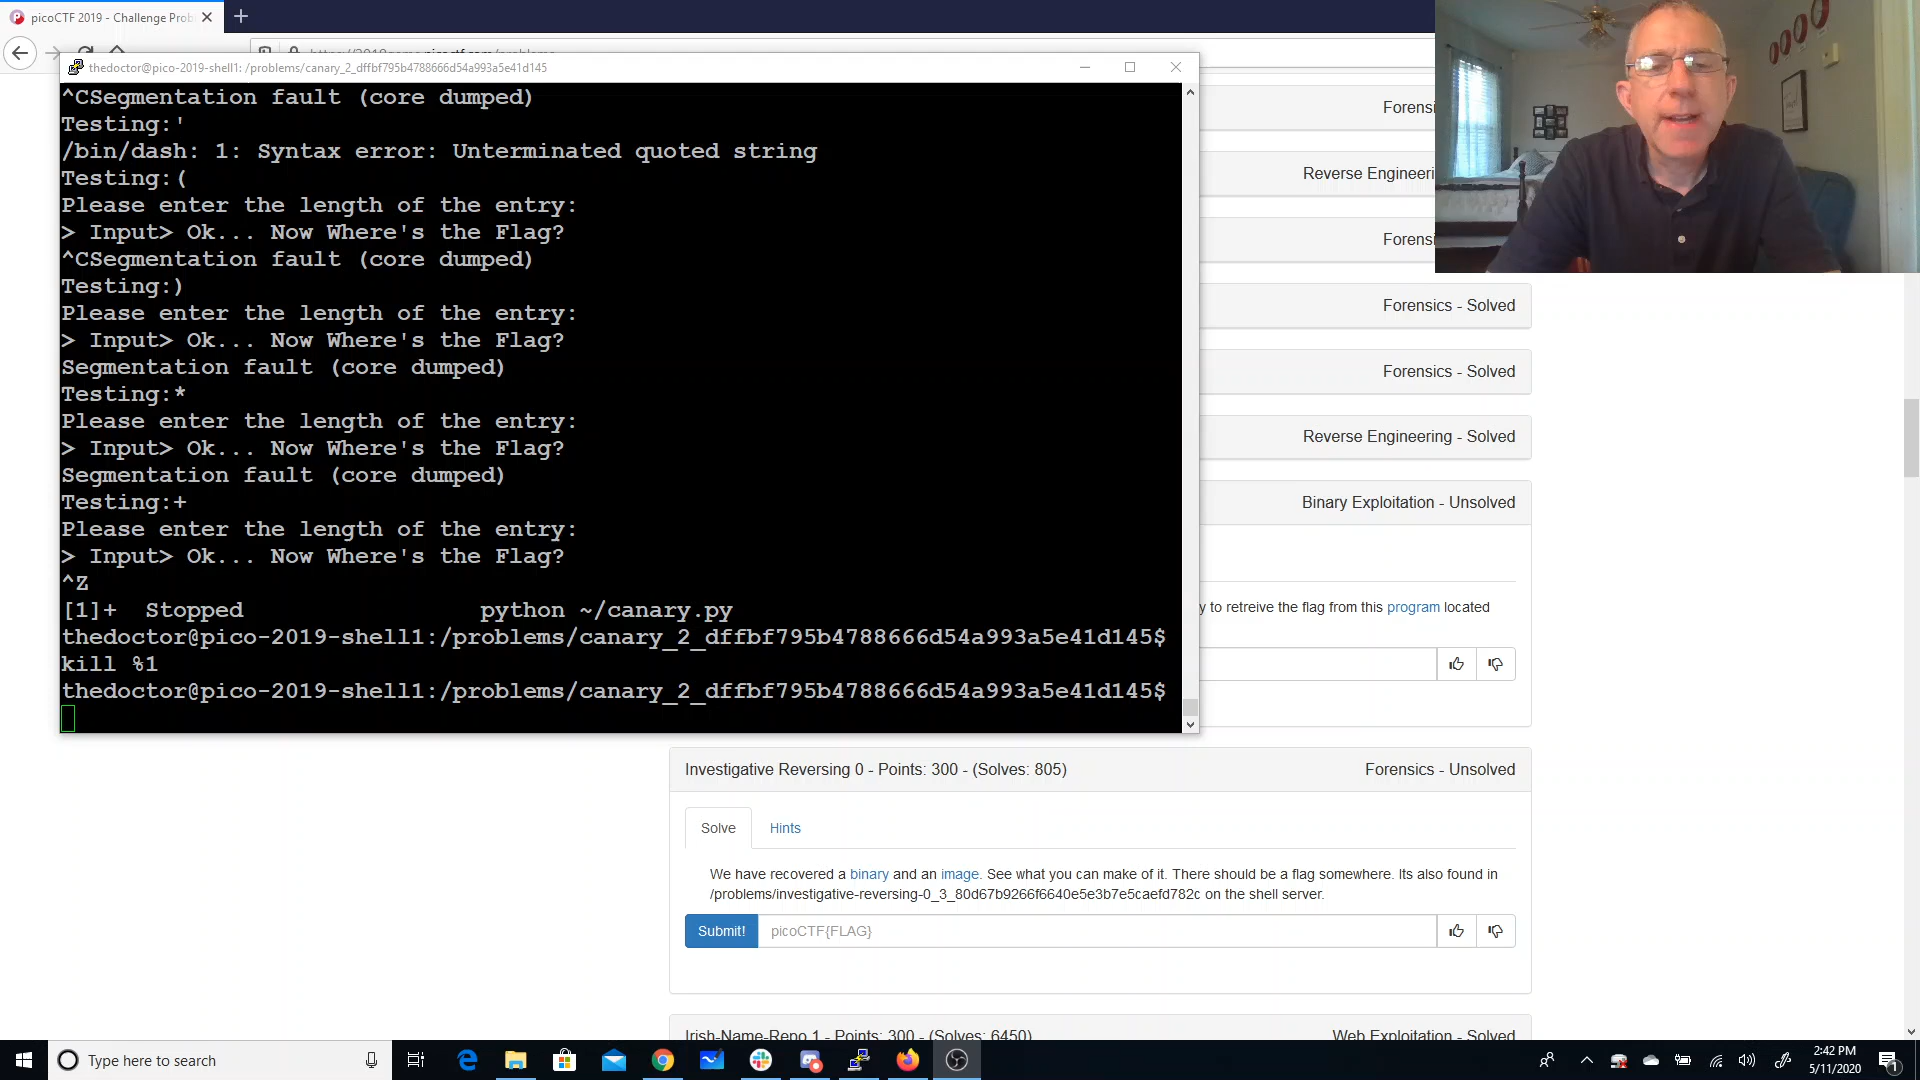 picoCTF 2019 - Challenge Prob
thedoctor@pico-2019-shell1: /problems/canary_2_dffbf795b4788666d54a993a5e41d145
^CSegmentation fault (core dumped)
Testing:'
/bin/dash: 1: Syntax error: Unterminated quoted string
Testing:(
Please enter the length of the entry:
> Input> Ok... Now Where's the Flag?
^CSegmentation fault (core dumped)
Testing:)
Please enter the length of the entry:
> Input> Ok... Now Where's the Flag?
Segmentation fault (core dumped)
Testing:*
Please enter the length of the entry:
> Input> Ok... Now Where's the Flag?
Segmentation fault (core dumped)
Testing:+
Please enter the length of the entry:
> Input> Ok... Now Where's the Flag?
^Z
[1]+  Stopped                 python ~/canary.py
thedoctor@pico-2019-shell1:/problems/canary_2_dffbf795b4788666d54a993a5e41d145$
kill %1
thedoctor@pico-2019-shell1:/problems/canary_2_dffbf795b4788666d54a993a5e41d145$
Forensi
Reverse Engineeri
Forensi
Forensics - Solved
Forensics - Solved
Reverse Engineering - Solved
Binary Exploitation - Unsolved
y to retreive the flag from this program located
Investigative Reversing 0 - Points: 300 - (Solves: 805) Forensics - Unsolved
Solve Hints
We have recovered a binary and an image. See what you can make of it. There should be a flag somewhere. Its also found in
/problems/investigative-reversing-0_3_80d67b9266f6640e5e3b7e5caefd782c on the shell server.
Submit! picoCTF{FLAG}
Irish-Name-Repo 1 - Points: 300 - (Solves: 6450) Web Exploitation - Solved
Type here to search
2:42 PM
5/11/2020
1